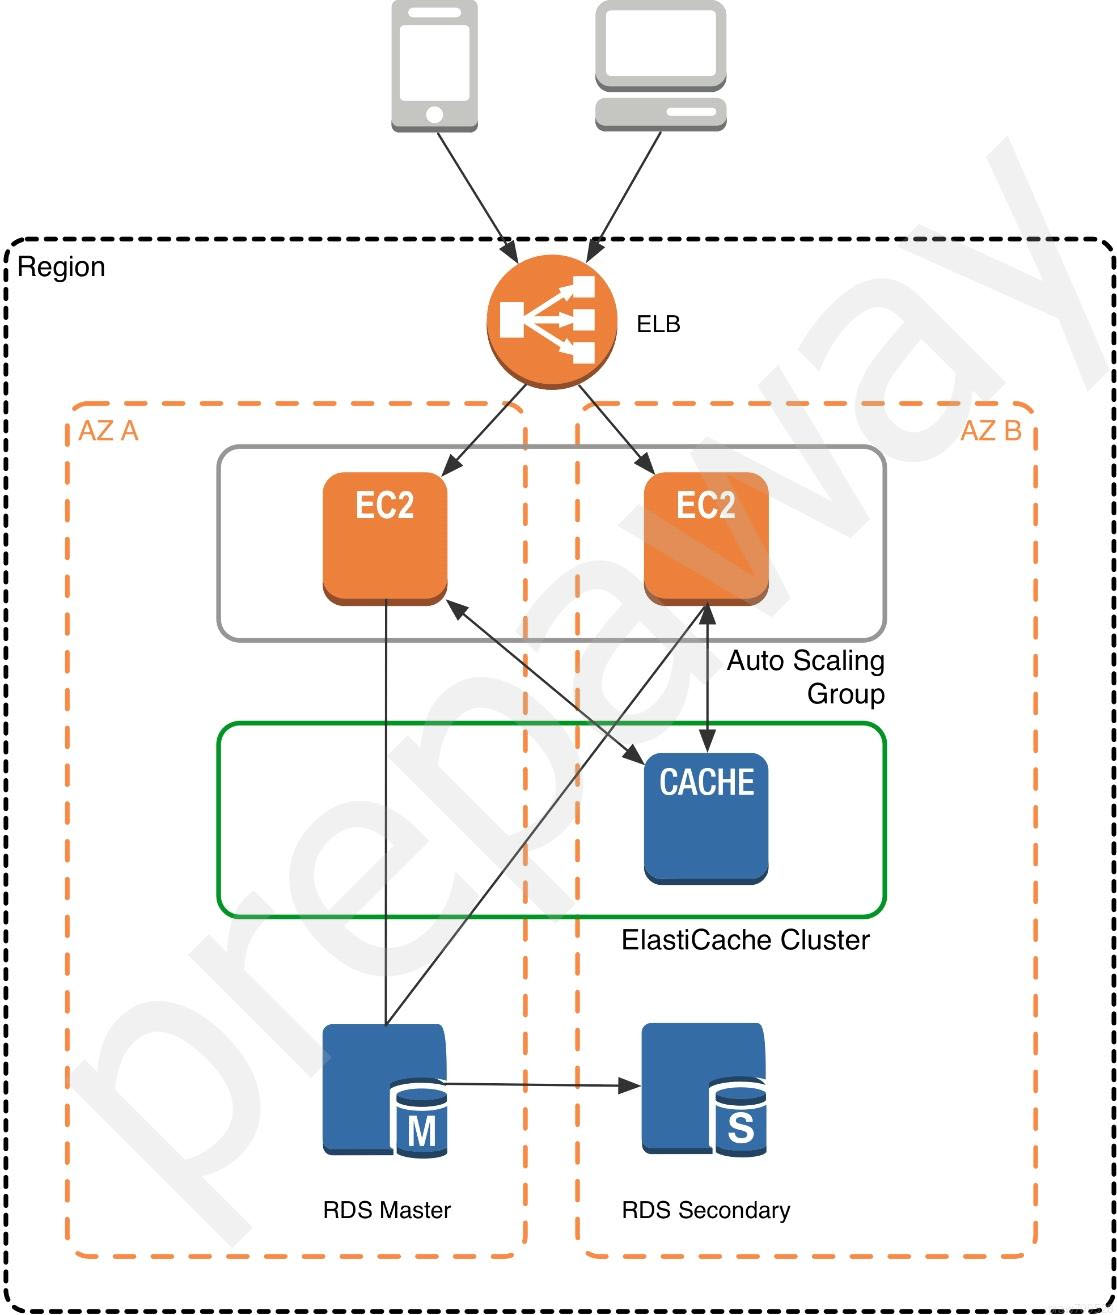 Region
ELB
AZ A
AZ B
EC2
EC2
Auto Scaling
Group
CACHE
ElastiCache Cluster
M
S
RDS Master
RDS Secondary
prepaway